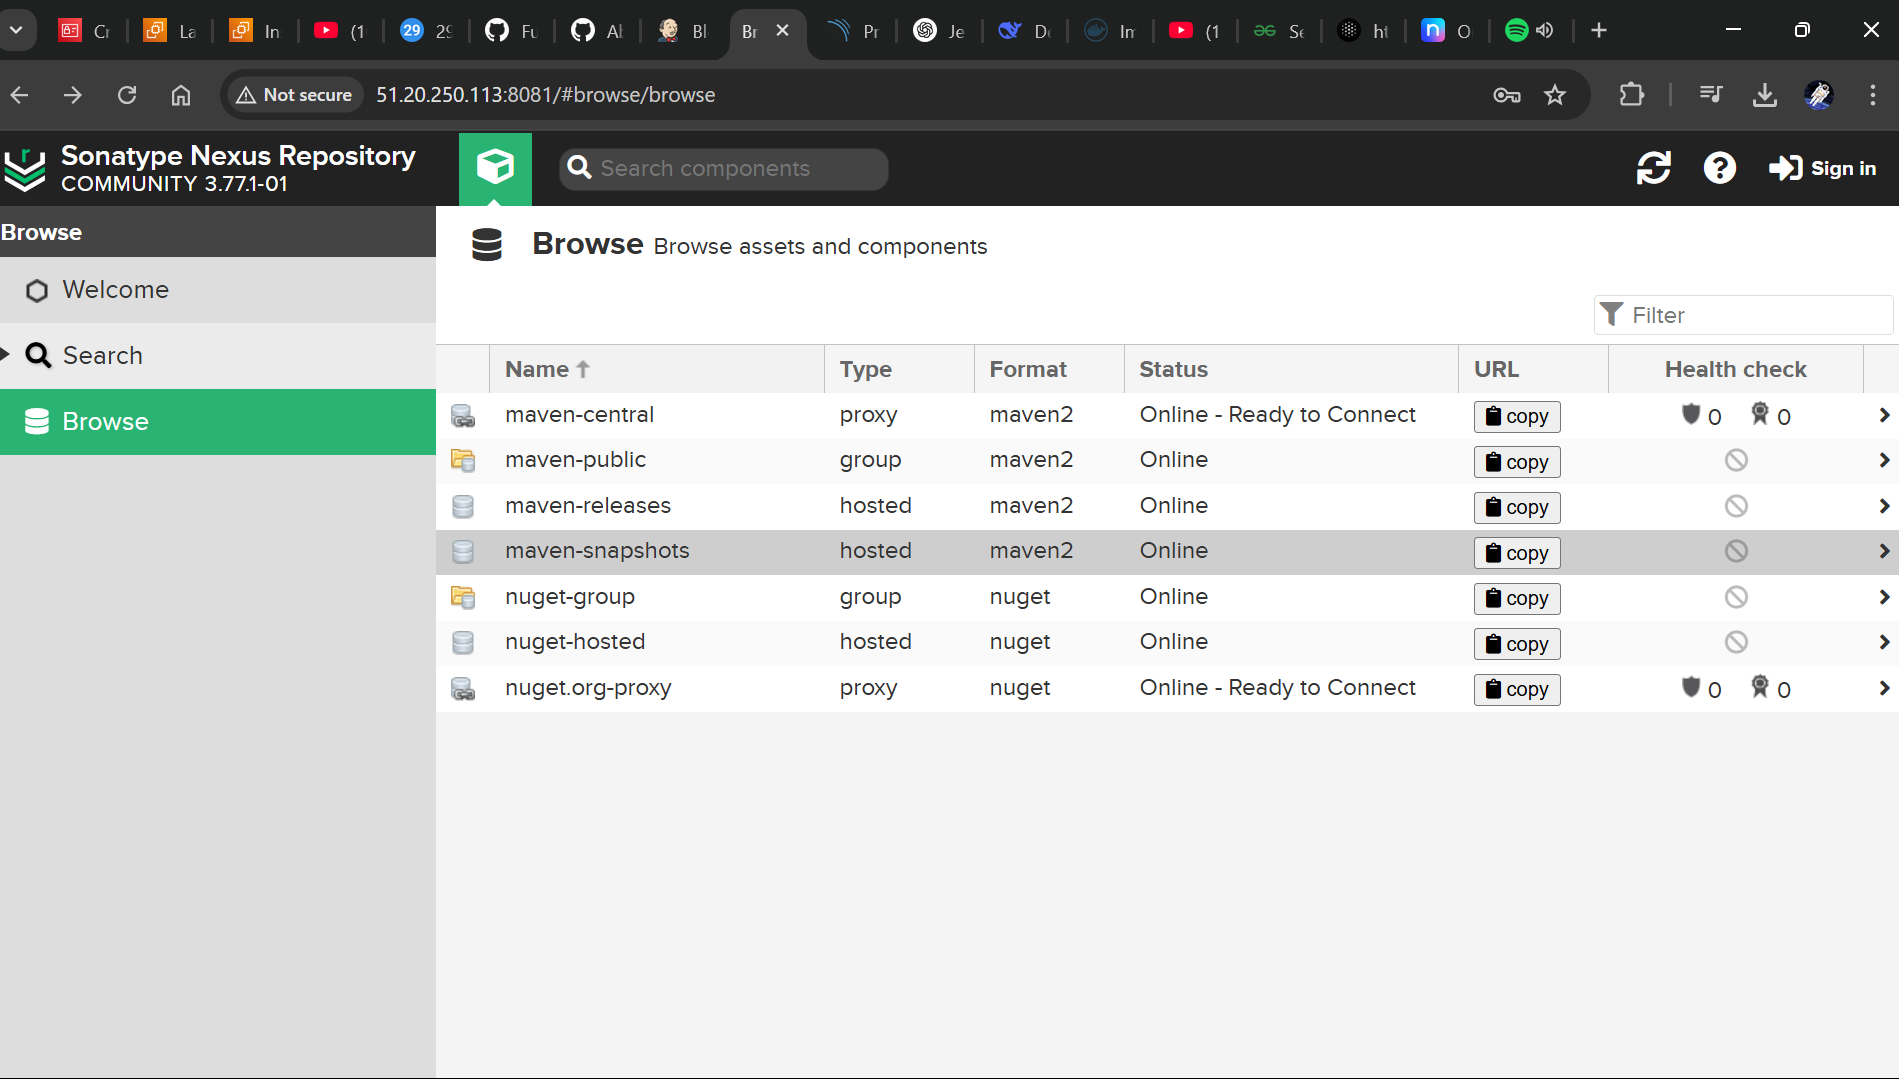 Cr
La
In
(1
29
29
Fu
Al
Bl
Br
Pr
Je
De
Im
(1
Se
ht
O
Not secure
51.20.250.113:8081/#browse/browse
Sonatype Nexus Repository
COMMUNITY 3.77.1-01
Search components
Sign in
Browse
Welcome
Search
Browse
Browse Browse assets and components
Filter
Name Type Format Status URL Health check
maven-central proxy maven2 Online - Ready to Connect copy 0 0
maven-public group maven2 Online copy
maven-releases hosted maven2 Online copy
maven-snapshots hosted maven2 Online copy
nuget-group group nuget Online copy
nuget-hosted hosted nuget Online copy
nuget.org-proxy proxy nuget Online - Ready to Connect copy 0 0